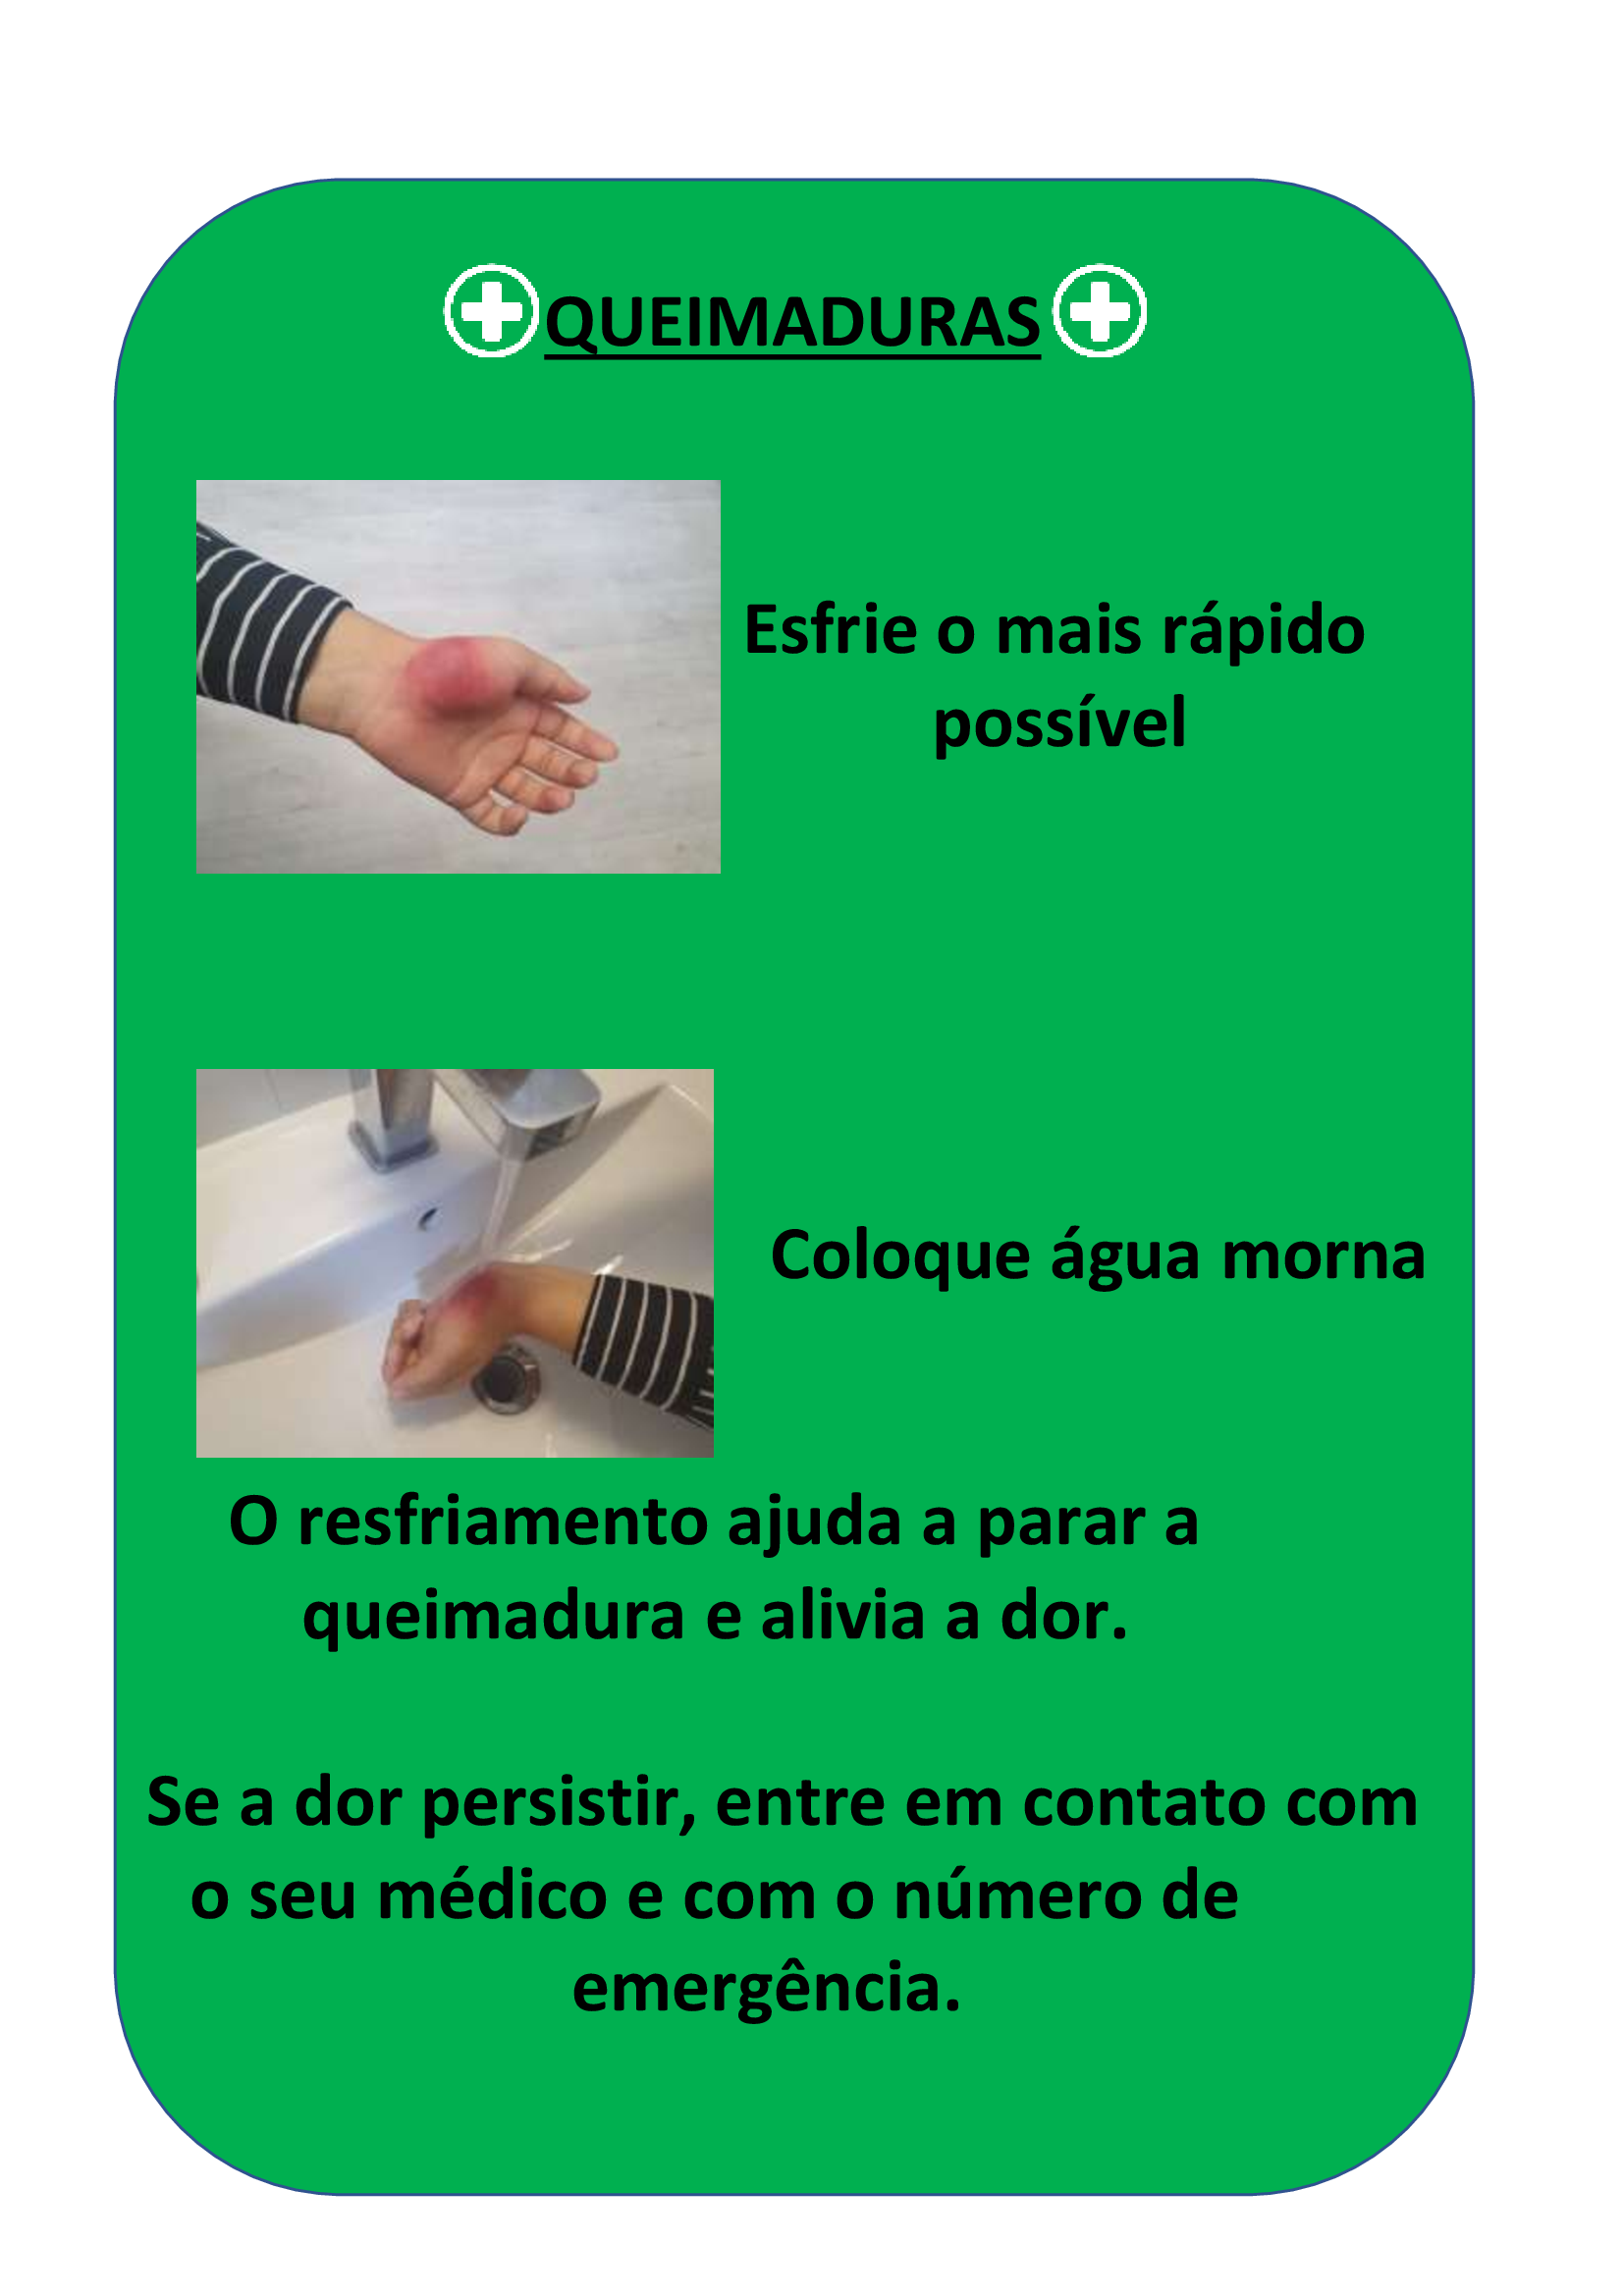 QUEIMADURAS
Esfrie o mais rápido
possível
Coloque água morna
O resfriamento ajuda a parar a
queimadura e alivia a dor.
Se a dor persistir, entre em contato com
o seu médico e com o número de
emergência.